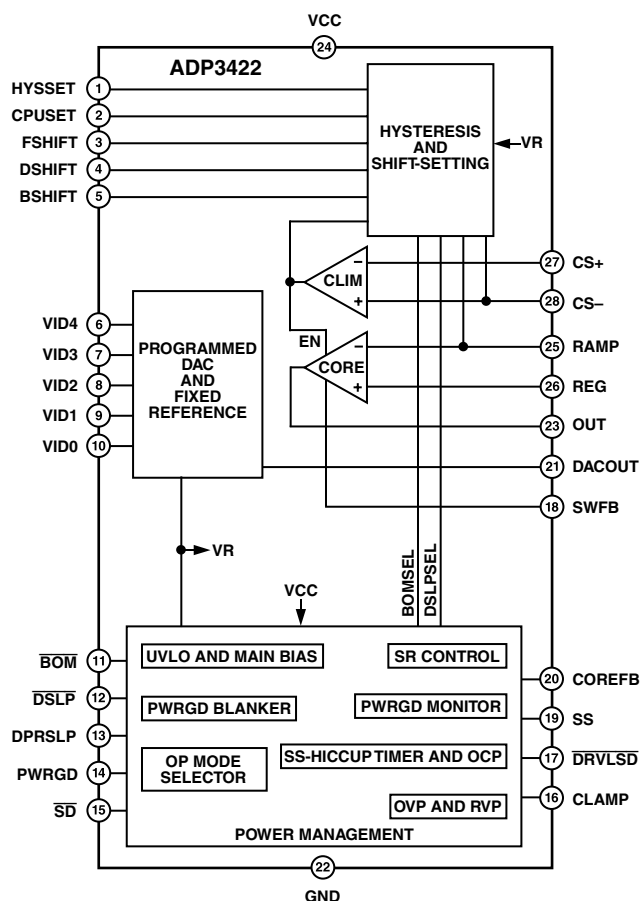 VCC
24
ADP3422
HYSSET 1
CPUSET 2
FSHIFT 3
DSHIFT 4
BSHIFT 5
HYSTERESIS
AND
SHIFT-SETTING
VR
CLIM
–
+
27 CS+
28 CS–
EN
CORE
–
+
25 RAMP
26 REG
23 OUT
21 DACOUT
18 SWFB
VID4 6
VID3 7
VID2 8
VID1 9
VID0 10
PROGRAMMED
DAC
AND
FIXED
REFERENCE
VR
VCC
BOMSEL
DSLPSEL
BOM 11
DSLP 12
DPRSLP 13
PWRGD 14
SD 15
UVLO AND MAIN BIAS
SR CONTROL
PWRGD BLANKER
PWRGD MONITOR
OP MODE
SELECTOR
SS-HICCUP TIMER AND OCP
OVP AND RVP
POWER MANAGEMENT
20 COREFB
19 SS
17 DRVLSD
16 CLAMP
22
GND